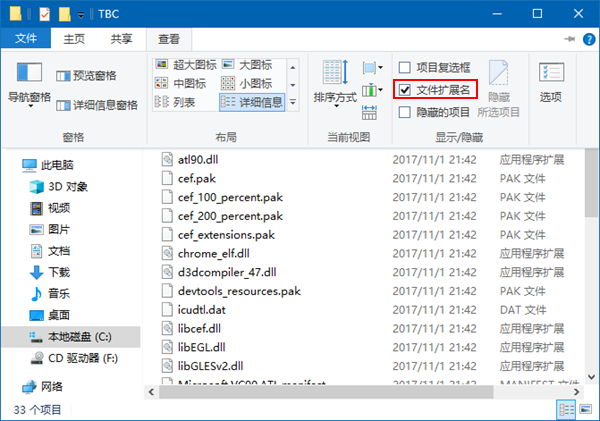 TBC
文件 主页 共享 查看
导航窗格 预览窗格 详细信息窗格
窗格
超大图标 大图标
中图标 小图标
列表 详细信息
布局
排序方式
当前视图
项目复选框
文件扩展名
隐藏的项目
隐藏
所选项目
显示/隐藏
选项
此电脑
3D 对象
视频
图片
文档
下载
音乐
桌面
本地磁盘 (C:)
CD 驱动器 (F:)
网络
atl90.dll 2017/11/1 21:42 应用程序扩展
cef.pak 2017/11/1 21:42 PAK 文件
cef_100_percent.pak 2017/11/1 21:42 PAK 文件
cef_200_percent.pak 2017/11/1 21:42 PAK 文件
cef_extensions.pak 2017/11/1 21:42 PAK 文件
chrome_elf.dll 2017/11/1 21:42 应用程序扩展
d3dcompiler_47.dll 2017/11/1 21:42 应用程序扩展
devtools_resources.pak 2017/11/1 21:42 PAK 文件
icudtl.dat 2017/11/1 21:42 DAT 文件
libcef.dll 2017/11/1 21:42 应用程序扩展
libEGL.dll 2017/11/1 21:42 应用程序扩展
libGLESv2.dll 2017/11/1 21:42 应用程序扩展
Microsoft.VC90.ATL.manifest 2017/11/1 21:42 MANIFEST 文件
33 个项目